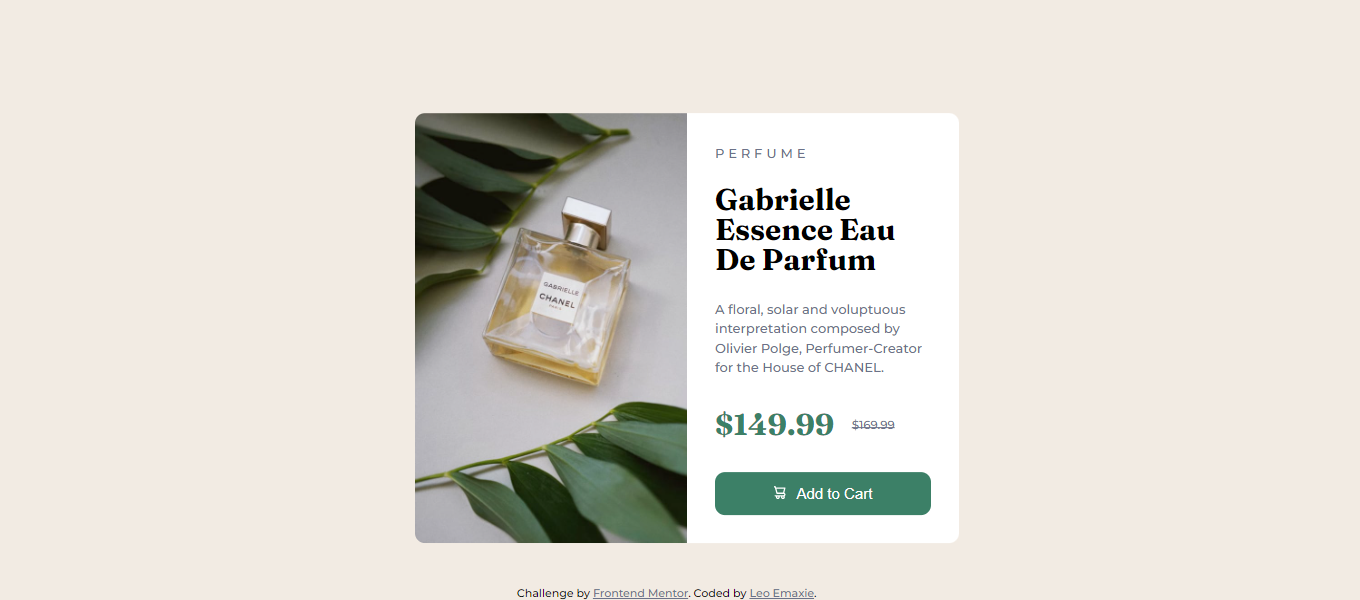 GABRIELLE
CHANEL
PERFUME
Gabrielle
Essence Eau
De Parfum
A floral, solar and voluptuous
interpretation composed by
Olivier Polge, Perfumer-Creator
for the House of CHANEL.
$149.99 $169.99
Add to Cart
Challenge by Frontend Mentor. Coded by Leo Emaxie.